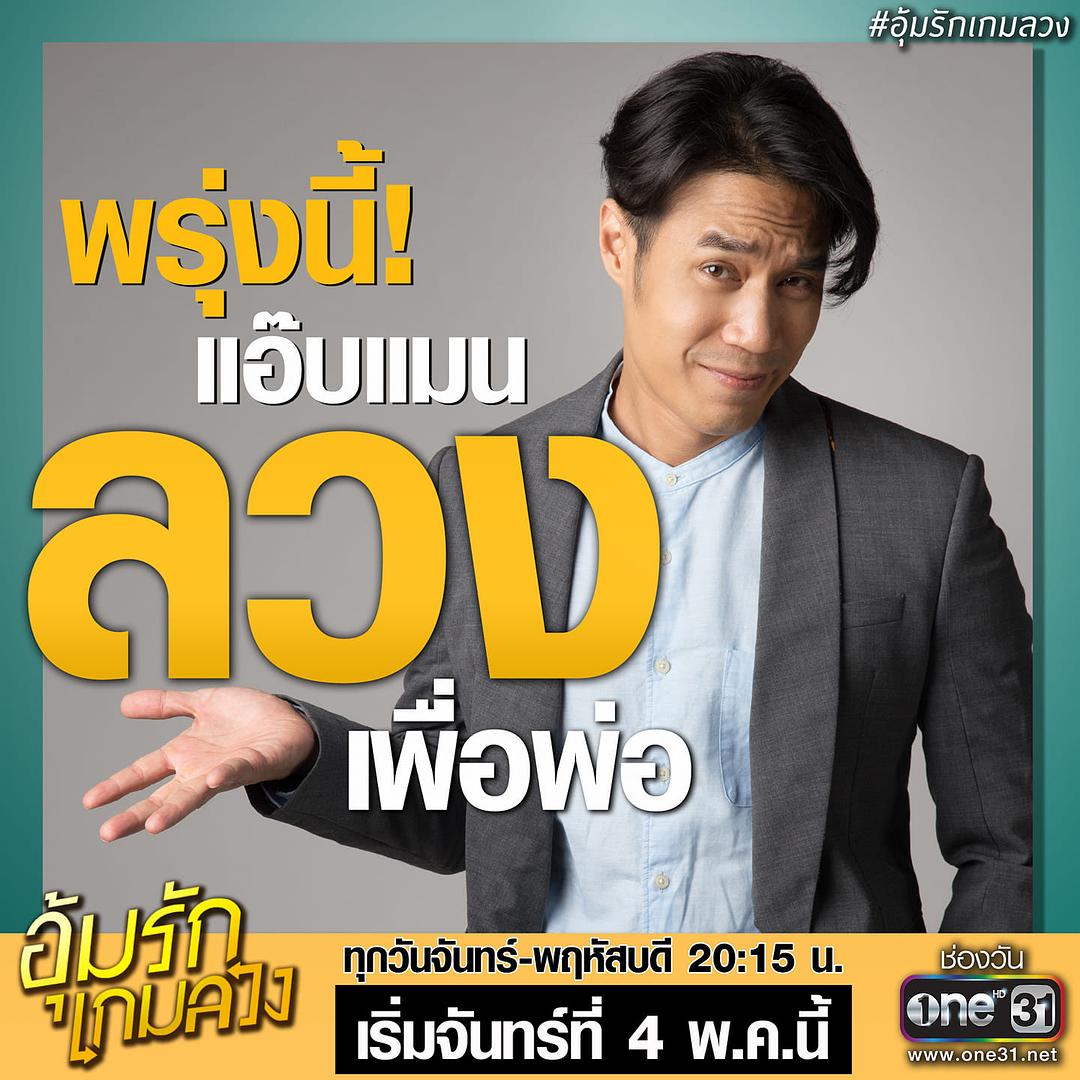 #อุ้มรักเกมลวง
พรุ่งนี้!
แอ๊บแมน
ลวง
เพื่อพ่อ
อุ้มรัก
เกมลวง
ทุกวันจันทร์-พฤหัสบดี 20:15 น.
เริ่มจันทร์ที่ 4 พ.ค.นี้
ช่องวัน
one HD 31
www.one31.net